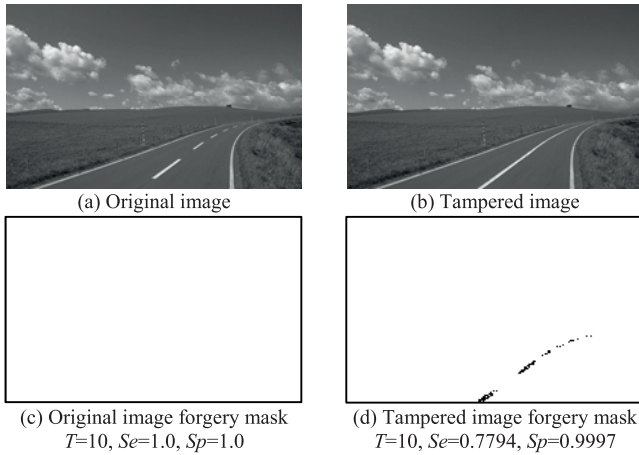 (a) Original image
(b) Tampered image
(c) Original image forgery mask
T=10, Se=1.0, Sp=1.0
(d) Tampered image forgery mask
T=10, Se=0.7794, Sp=0.9997